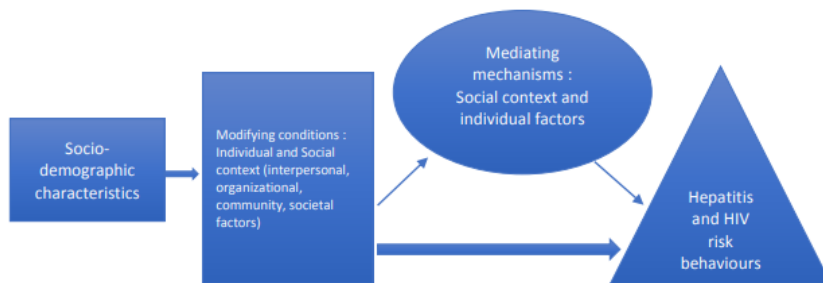 Socio-
demographic
characteristics
Modifying conditions :
Individual and Social
context (interpersonal,
organizational,
community, societal
factors)
Mediating
mechanisms :
Social context and
individual factors
Hepatitis
and HIV
risk
behaviours